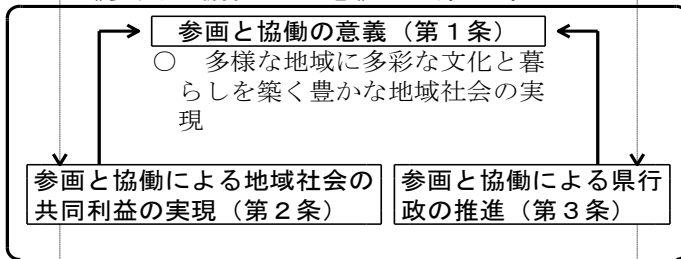 参画と協働の意義（第１条）
○　多様な地域に多彩な文化と暮
らしを築く豊かな地域社会の実
現
参画と協働による地域社会の
共同利益の実現（第２条）
参画と協働による県行
政の推進（第３条）